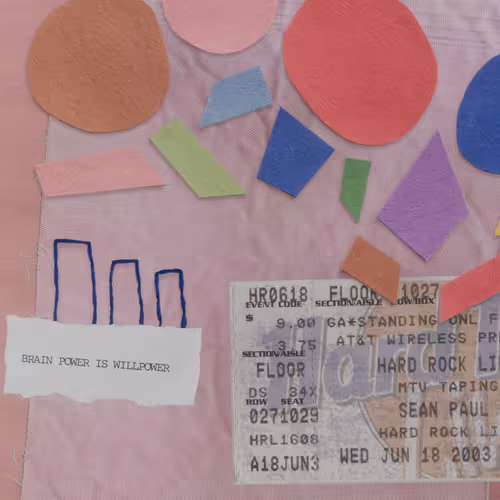 BRAIN POWER IS WILLPOWER
HR0618 FLOOR 1027
EVENT CODE SECTION/AISLE ROW/BOX
$ 9.00 GA*STANDING ONL F
3.75 AT&T WIRELESS PRE
SECTION/AISLE
FLOOR HARD ROCK LI
DS 34X MTV TAPING
ROW SEAT
0271029 SEAN PAUL
HRL1608 HARD ROCK LI
A18JUN3 WED JUN 18 2003